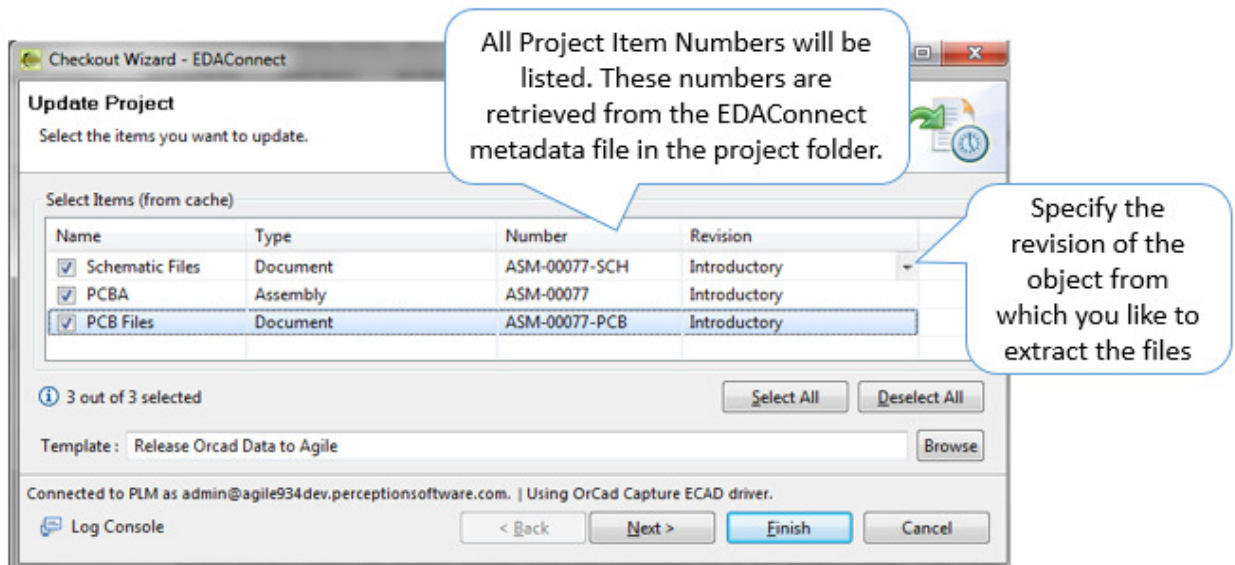 All Project Item Numbers will be
listed. These numbers are
retrieved from the EDAConnect
metadata file in the project folder.
Checkout Wizard - EDAConnect
Update Project
Select the items you want to update.
Specify the
revision of the
object from
which you like to
extract the files
Select Items (from cache)
Name Type Number Revision
Schematic Files Document ASM-00077-SCH Introductory
PCBA Assembly ASM-00077 Introductory
PCB Files Document ASM-00077-PCB Introductory
3 out of 3 selected Select All Deselect All
Template : Release Orcad Data to Agile Browse
Connected to PLM as admin@agile934dev.perceptionsoftware.com. | Using OrCad Capture ECAD driver.
Log Console < Back Next > Finish Cancel